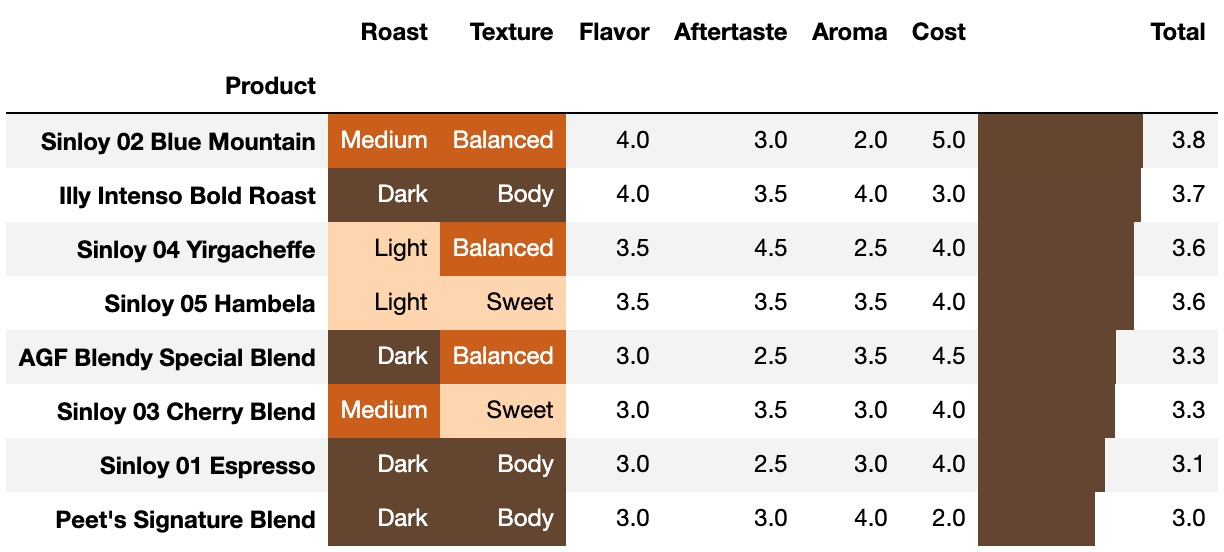 Roast Texture Flavor Aftertaste Aroma Cost Total
Product
Sinloy 02 Blue Mountain Medium Balanced 4.0 3.0 2.0 5.0 3.8
Illy Intenso Bold Roast Dark Body 4.0 3.5 4.0 3.0 3.7
Sinloy 04 Yirgacheffe Light Balanced 3.5 4.5 2.5 4.0 3.6
Sinloy 05 Hambela Light Sweet 3.5 3.5 3.5 4.0 3.6
AGF Blendy Special Blend Dark Balanced 3.0 2.5 3.5 4.5 3.3
Sinloy 03 Cherry Blend Medium Sweet 3.0 3.5 3.0 4.0 3.3
Sinloy 01 Espresso Dark Body 3.0 2.5 3.0 4.0 3.1
Peet's Signature Blend Dark Body 3.0 3.0 4.0 2.0 3.0